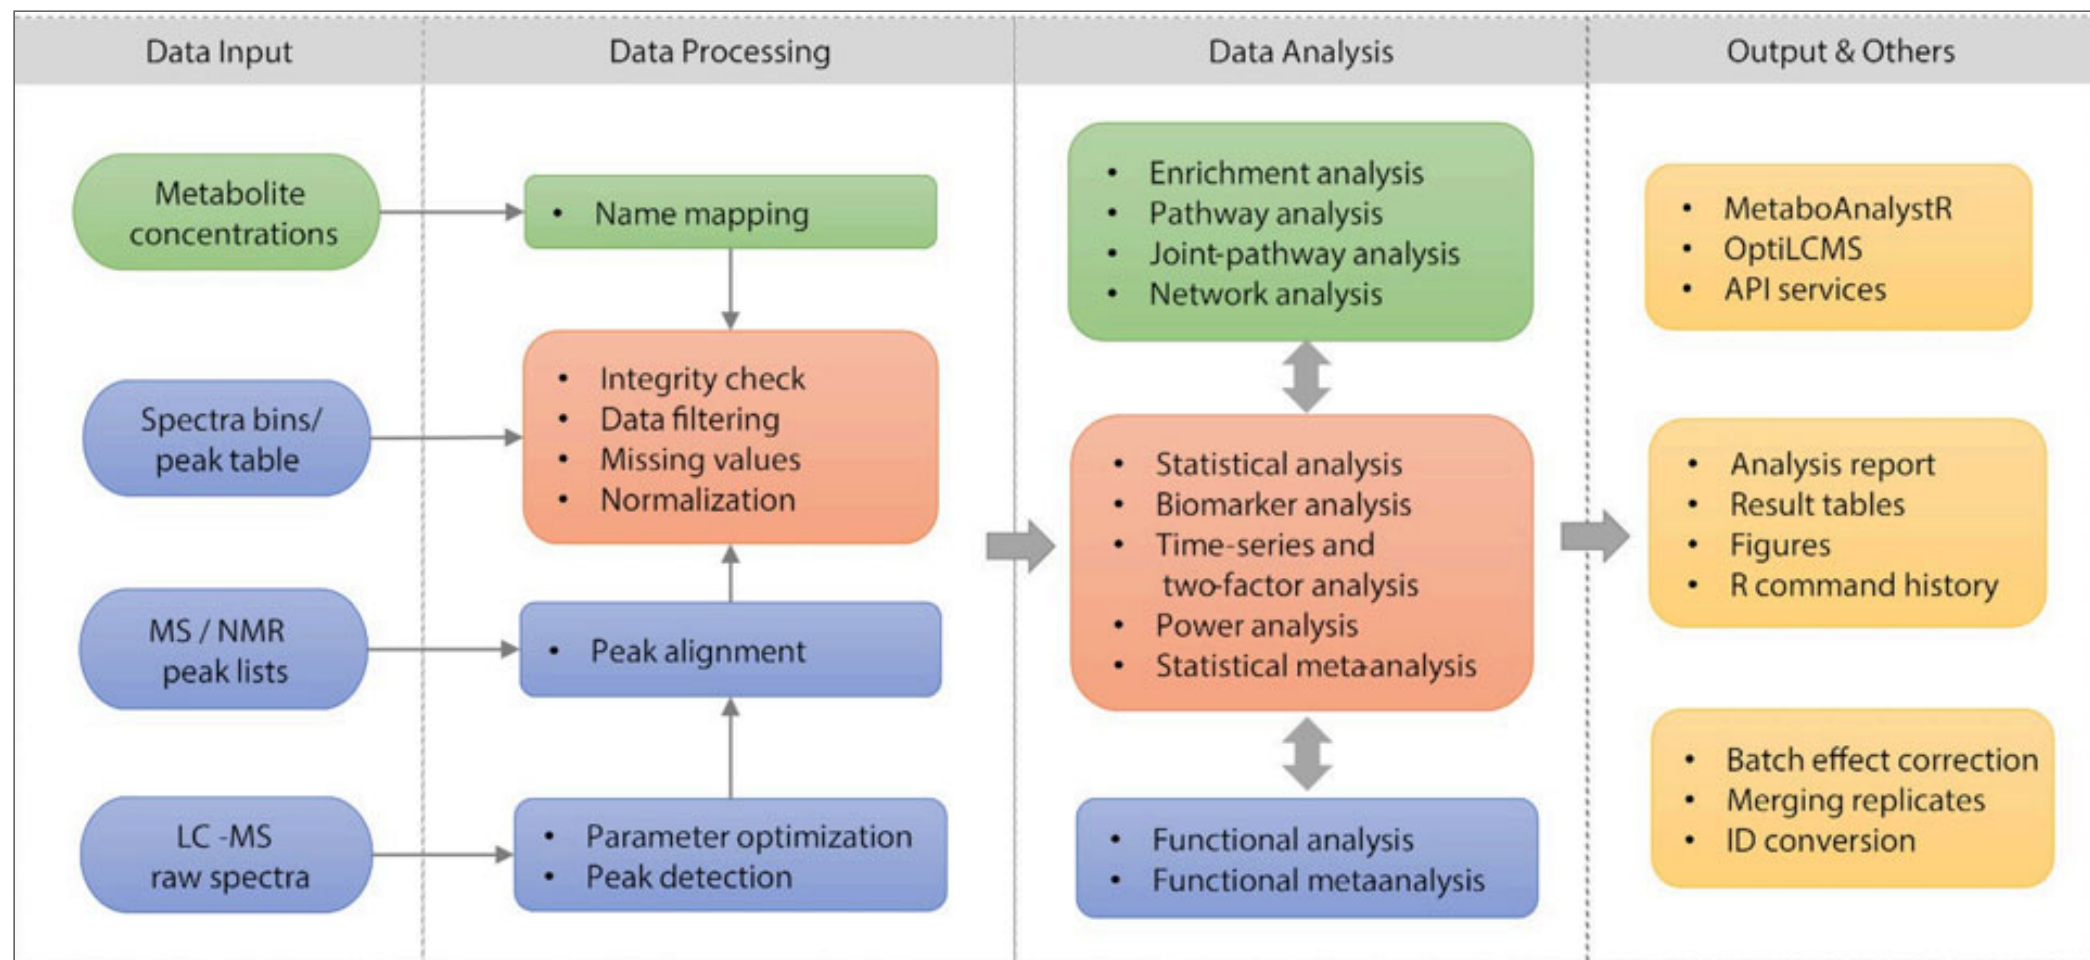 Data Input
Data Processing
Data Analysis
Output & Others
Metabolite
concentrations
Spectra bins/
peak table
MS / NMR
peak lists
LC -MS
raw spectra
• Name mapping
• Integrity check
• Data filtering
• Missing values
• Normalization
• Peak alignment
• Parameter optimization
• Peak detection
• Enrichment analysis
• Pathway analysis
• Joint-pathway analysis
• Network analysis
• Statistical analysis
• Biomarker analysis
• Time-series and
two-factor analysis
• Power analysis
• Statistical meta-analysis
• Functional analysis
• Functional metaanalysis
• MetaboAnalystR
• OptiLCMS
• API services
• Analysis report
• Result tables
• Figures
• R command history
• Batch effect correction
• Merging replicates
• ID conversion